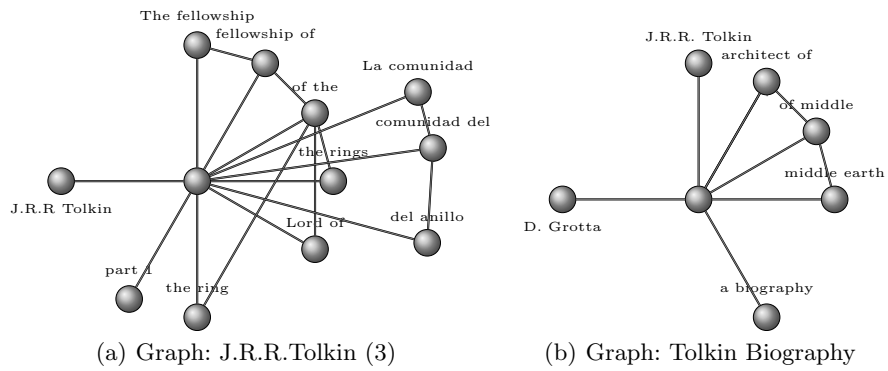 The fellowship
fellowship of
of the
La comunidad
comunidad del
the rings
J.R.R Tolkin
Lord of
del anillo
part 1
the ring
(a) Graph: J.R.R.Tolkin (3)
J.R.R. Tolkin
architect of
of middle
middle earth
D. Grotta
a biography
(b) Graph: Tolkin Biography